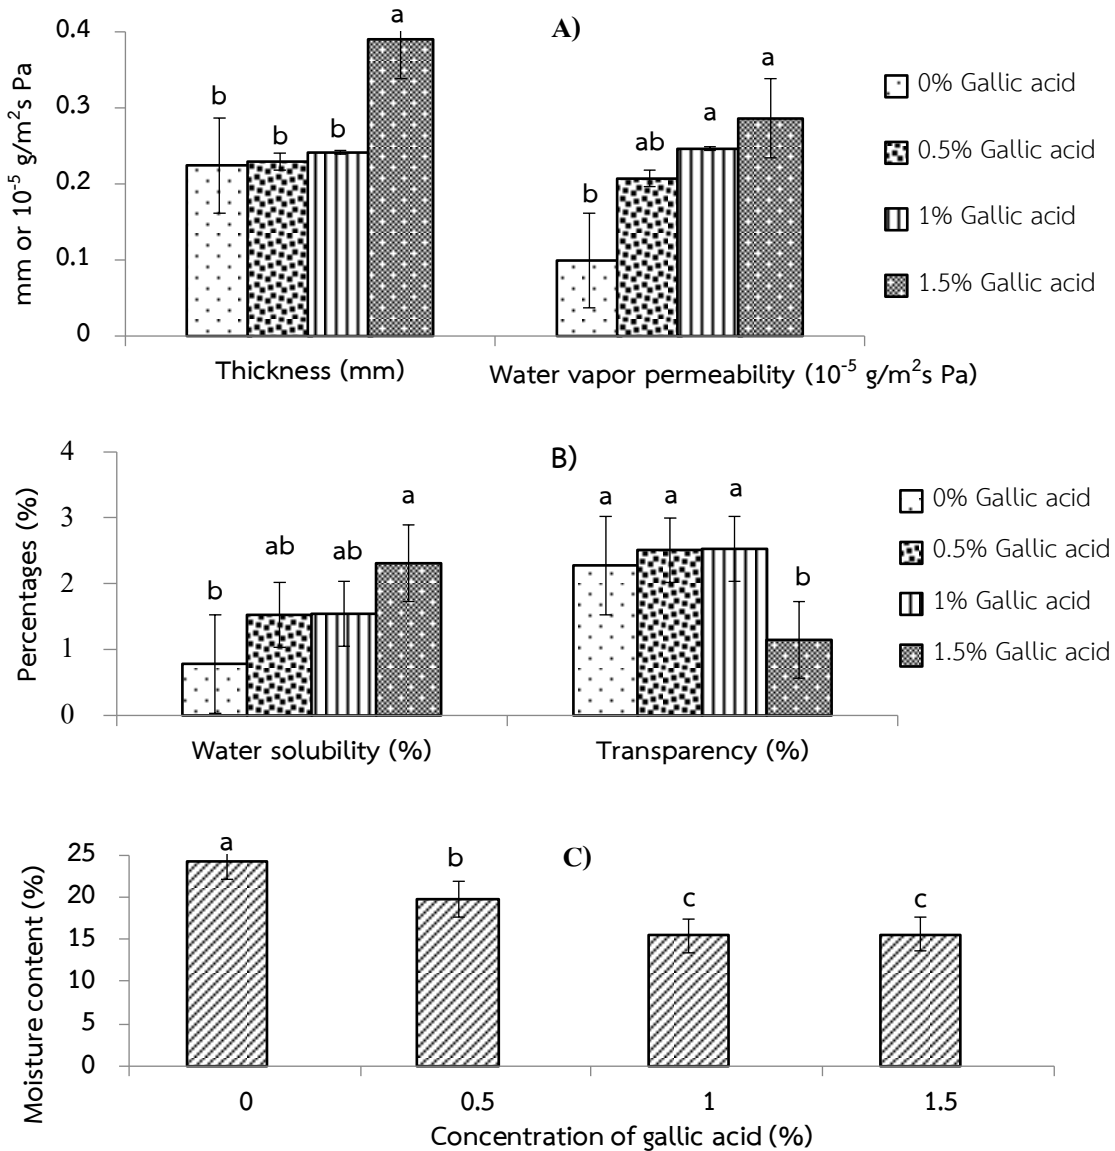 A)
mm or 10⁻⁵ g/m²s Pa
0.4
0.3
0.2
0.1
0
b
b
b
a
b
ab
a
a
Thickness (mm)
Water vapor permeability (10⁻⁵ g/m²s Pa)
0% Gallic acid
0.5% Gallic acid
1% Gallic acid
1.5% Gallic acid
B)
Percentages (%)
4
3
2
1
0
b
ab
ab
a
a
a
a
b
Water solubility (%)
Transparency (%)
0% Gallic acid
0.5% Gallic acid
1% Gallic acid
1.5% Gallic acid
C)
Moisture content (%)
25
20
15
10
5
0
a
b
c
c
0
0.5
1
1.5
Concentration of gallic acid (%)